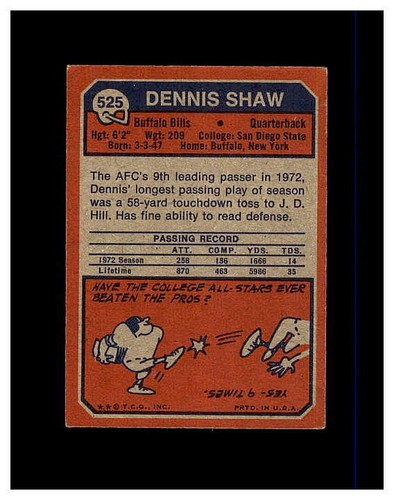 525 DENNIS SHAW
Buffalo Bills • Quarterback
Hgt: 6'2" Wgt: 209 College: San Diego State
Born: 3-3-47 Home: Buffalo, New York
The AFC's 9th leading passer in 1972,
Dennis' longest passing play of season
was a 58-yard touchdown toss to J. D.
Hill. Has fine ability to read defense.
PASSING RECORD
ATT. COMP. YDS. TDS.
1972 Season 258 136 1666 14
Lifetime 870 463 5986 35
HAVE THE COLLEGE ALL-STARS EVER
BEATEN THE PROS?
YES- 9 TIMES.
★★ © T.C.G., INC. PRTD. IN U.S.A.